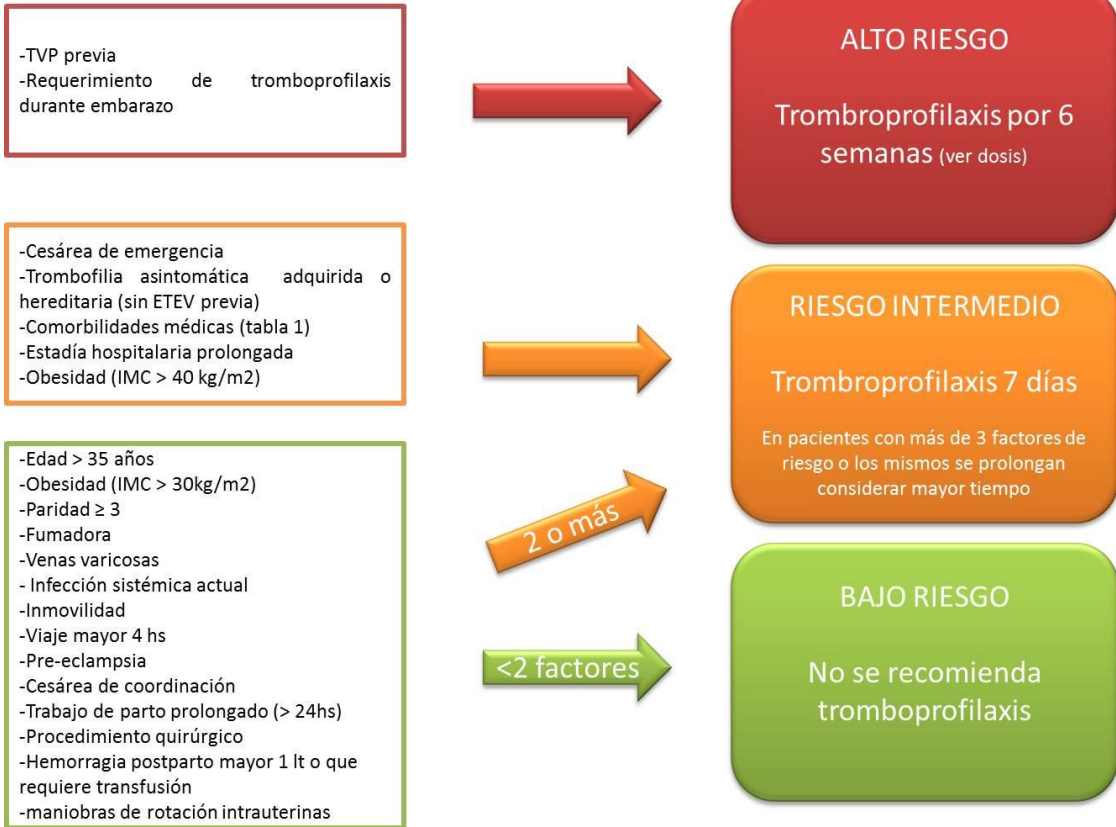 -TVP previa
-Requerimiento de tromboprofilaxis
durante embarazo
ALTO RIESGO
Trombroprofilaxis por 6
semanas (ver dosis)
-Cesárea de emergencia
-Trombofilia asintomática adquirida o
hereditaria (sin ETEV previa)
-Comorbilidades médicas (tabla 1)
-Estadía hospitalaria prolongada
-Obesidad (IMC > 40 kg/m2)
RIESGO INTERMEDIO
Trombroprofilaxis 7 días
En pacientes con más de 3 factores de
riesgo o los mismos se prolongan
considerar mayor tiempo
-Edad > 35 años
-Obesidad (IMC > 30kg/m2)
-Paridad ≥ 3
-Fumadora
-Venas varicosas
- Infección sistémica actual
-Inmovilidad
-Viaje mayor 4 hs
-Pre-eclampsia
-Cesárea de coordinación
-Trabajo de parto prolongado (> 24hs)
-Procedimiento quirúrgico
-Hemorragia postparto mayor 1 lt o que
requiere transfusión
-maniobras de rotación intrauterinas
2 o más
<2 factores
BAJO RIESGO
No se recomienda
tromboprofilaxis